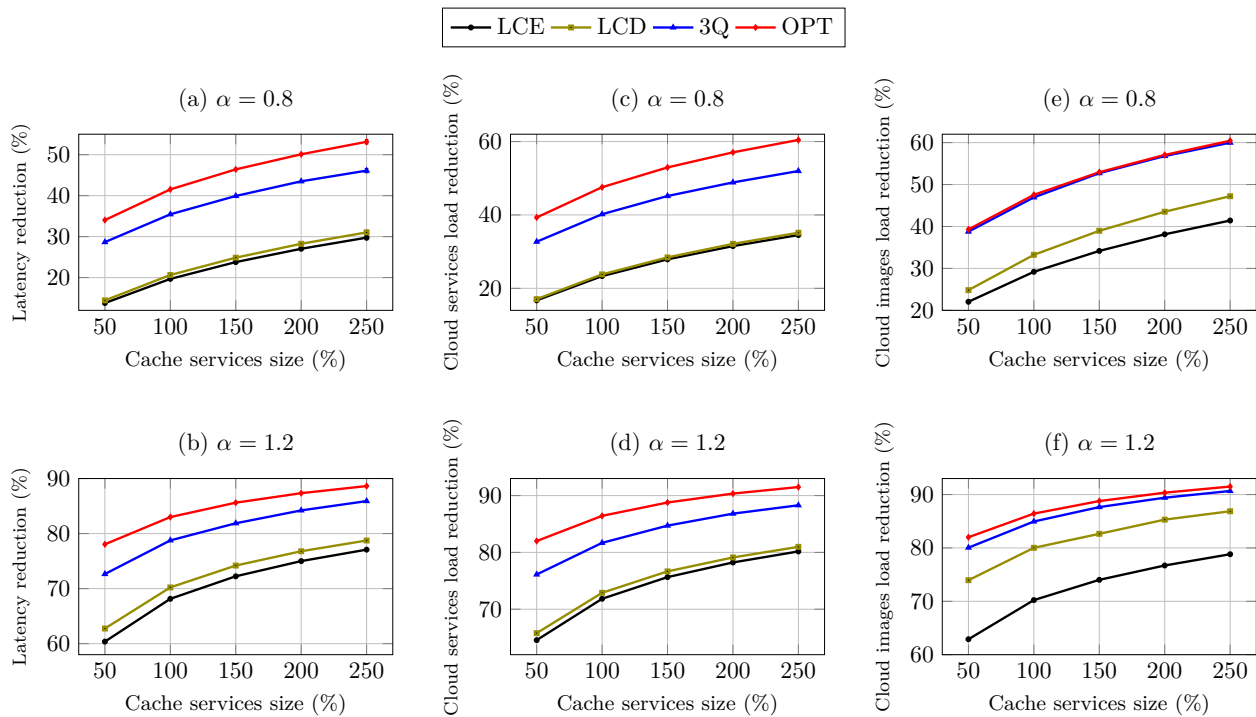 LCE LCD 3Q OPT
(a) α = 0.8
Latency reduction (%)
50
40
30
20
50 100 150 200 250
Cache services size (%)
(c) α = 0.8
Cloud services load reduction (%)
60
40
20
50 100 150 200 250
Cache services size (%)
(e) α = 0.8
Cloud images load reduction (%)
60
50
40
30
20
50 100 150 200 250
Cache services size (%)
(b) α = 1.2
Latency reduction (%)
90
80
70
60
50 100 150 200 250
Cache services size (%)
(d) α = 1.2
Cloud services load reduction (%)
90
80
70
50 100 150 200 250
Cache services size (%)
(f) α = 1.2
Cloud images load reduction (%)
90
80
70
60
50 100 150 200 250
Cache services size (%)